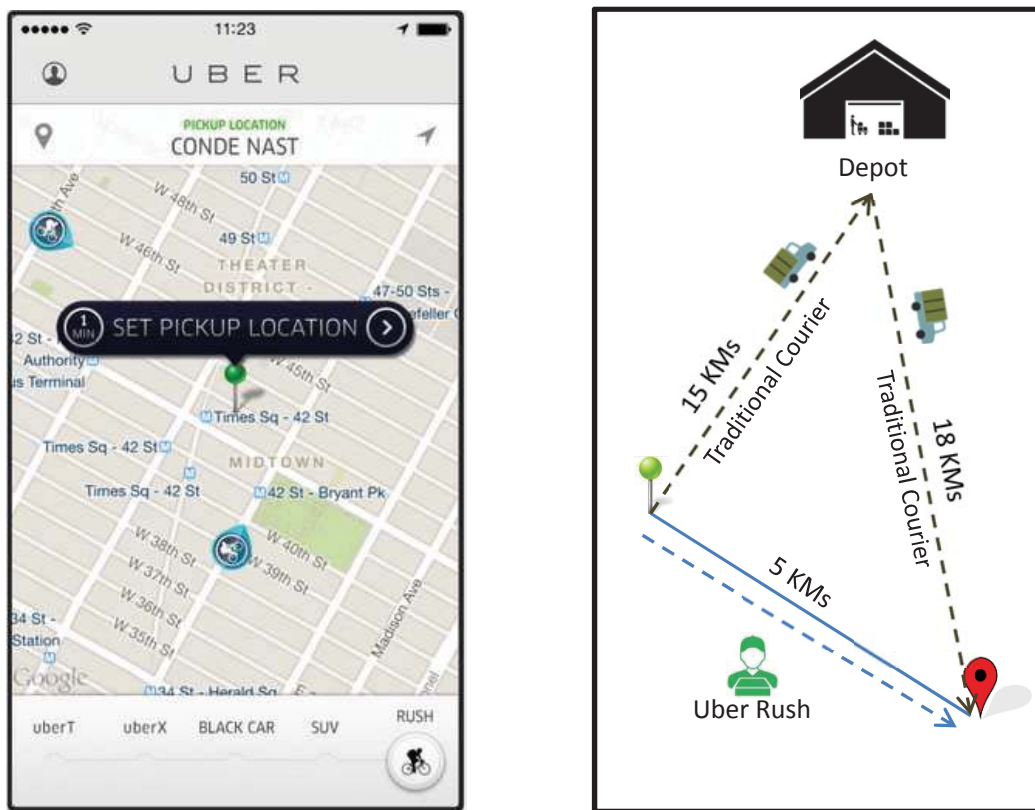 11:23
UBER
PICKUP LOCATION
CONDE NAST
50 St M
W 48th St
W 46th St
49 St M
THEATER
DISTRICT -
47-50 Sts -
1
MIN
SET PICKUP LOCATION
Authority M
us Terminal
W 45th St
M Times Sq - 42 St
Times Sq - 42 St M
MIDTOWN
Times Sq - 42 St
M 42 St - Bryant Pk
W 40th St
W 39th St
W 38th St
W 37th St
W 36th St
W 35th St
Madison Ave
34 St -
Station
Google
M 34 St - Herald Sq
uberT
uberX
BLACK CAR
SUV
RUSH
Depot
15 KMs
Traditional Courier
18 KMs
Traditional Courier
5 KMs
Uber Rush